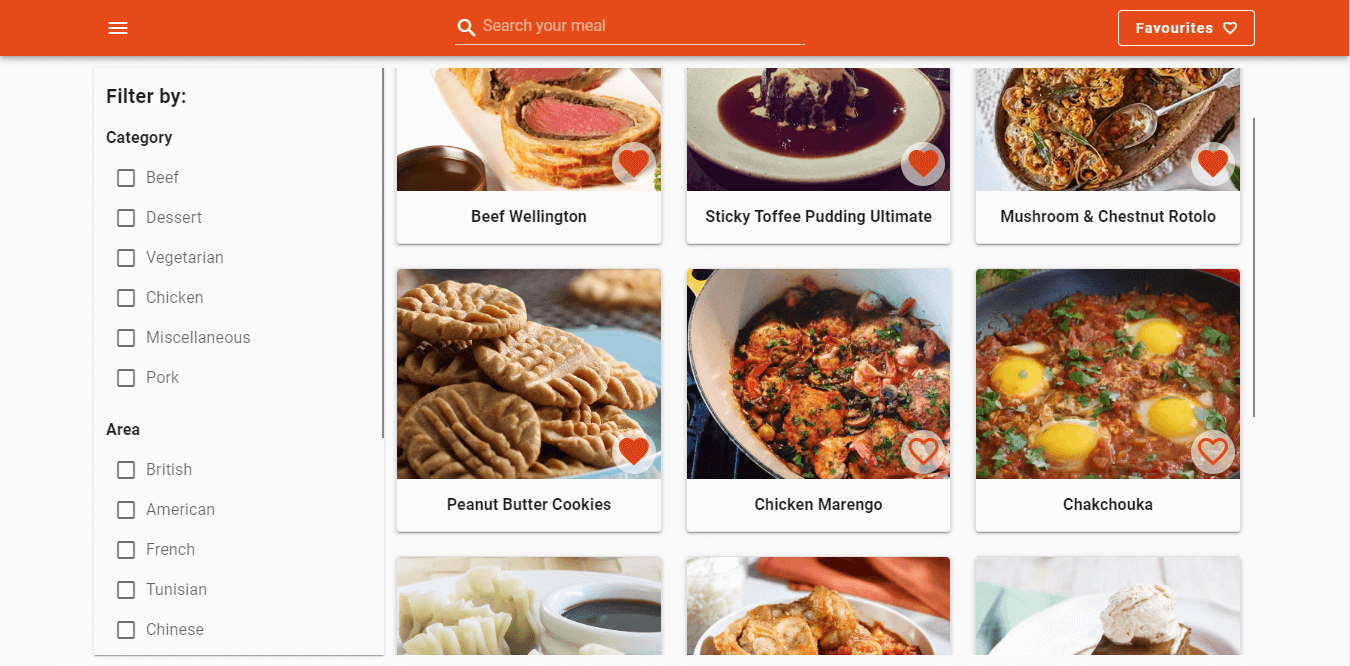 Search your meal
Favourites
Filter by:
Category
Beef
Dessert
Vegetarian
Chicken
Miscellaneous
Pork
Area
British
American
French
Tunisian
Chinese
Beef Wellington
Sticky Toffee Pudding Ultimate
Mushroom & Chestnut Rotolo
Peanut Butter Cookies
Chicken Marengo
Chakchouka